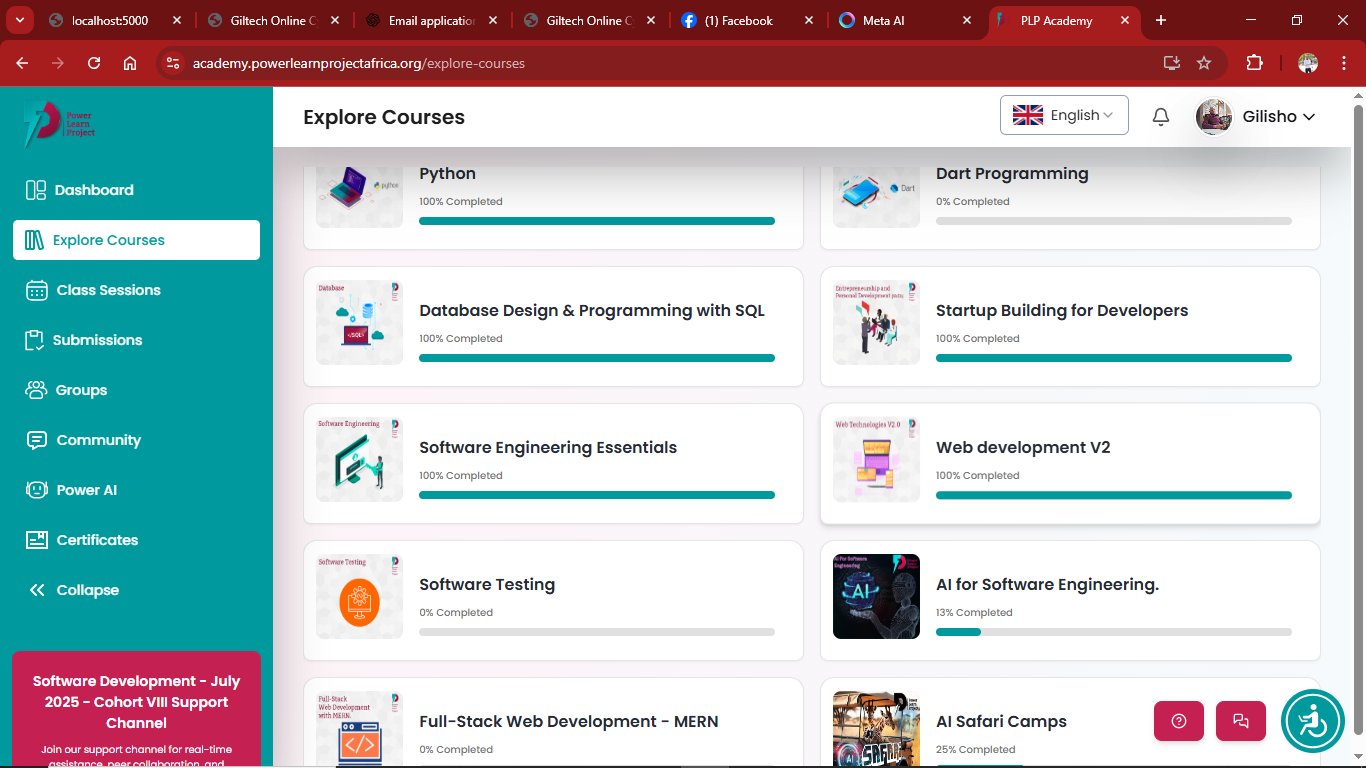 localhost:5000
Giltech Online C
Email application
Giltech Online C
(1) Facebook
Meta AI
PLP Academy
academy.powerlearnprojectafrica.org/explore-courses
Power
Learn
Project
Explore Courses
English
Gilisho
Dashboard
Explore Courses
Class Sessions
Submissions
Groups
Community
Power AI
Certificates
Collapse
Software Development - July
2025 - Cohort VIII Support
Channel
Join our support channel for real-time
assistance, peer collaboration, and
python
Python
100% Completed
Dart
Dart Programming
0% Completed
Database
SQL
Database Design & Programming with SQL
100% Completed
Entrepreneurship and
Personal Development
Startup Building for Developers
100% Completed
Software Engineering
Software Engineering Essentials
100% Completed
Web Technologies V2.0
Web development V2
100% Completed
Software Testing
Software Testing
0% Completed
AI For Software
Engineering
AI
AI for Software Engineering.
13% Completed
Full-Stack
Web Development
with MERN.
Full-Stack Web Development - MERN
0% Completed
AI
SAFARI
AI Safari Camps
25% Completed